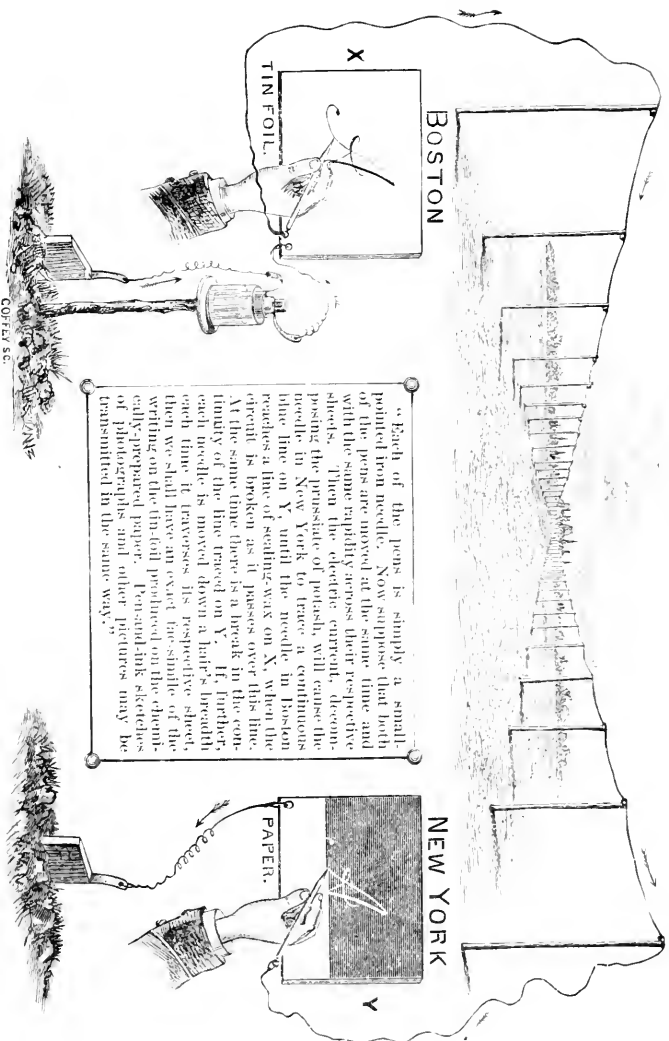 BOSTON
NEW YORK
X
TIN FOIL.
PAPER.
Y
"Each of the pens is simply a small-
pointed iron needle. Now suppose that both
of the pens are moved at the same time and
with the same rapidity across their respective
sheets. Then the electric current, decom-
posing the prussiate of potash, will cause the
needle in New York to trace a continuous
blue line on Y, until the needle in Boston
reaches a line of sealing-wax on X, when the
circuit is broken as it passes over this line.
At the same time there is a break in the con-
tinuity of the line traced on Y. If, further,
each needle is moved down a hair's breadth
each time it traverses its respective sheet,
then we shall have an exact fac-simile of the
writing on the tin-foil produced on the chemi-
cally-prepared paper. Pen-and-ink sketches
of photographs and other pictures may be
transmitted in the same way."
COFFEY SC.